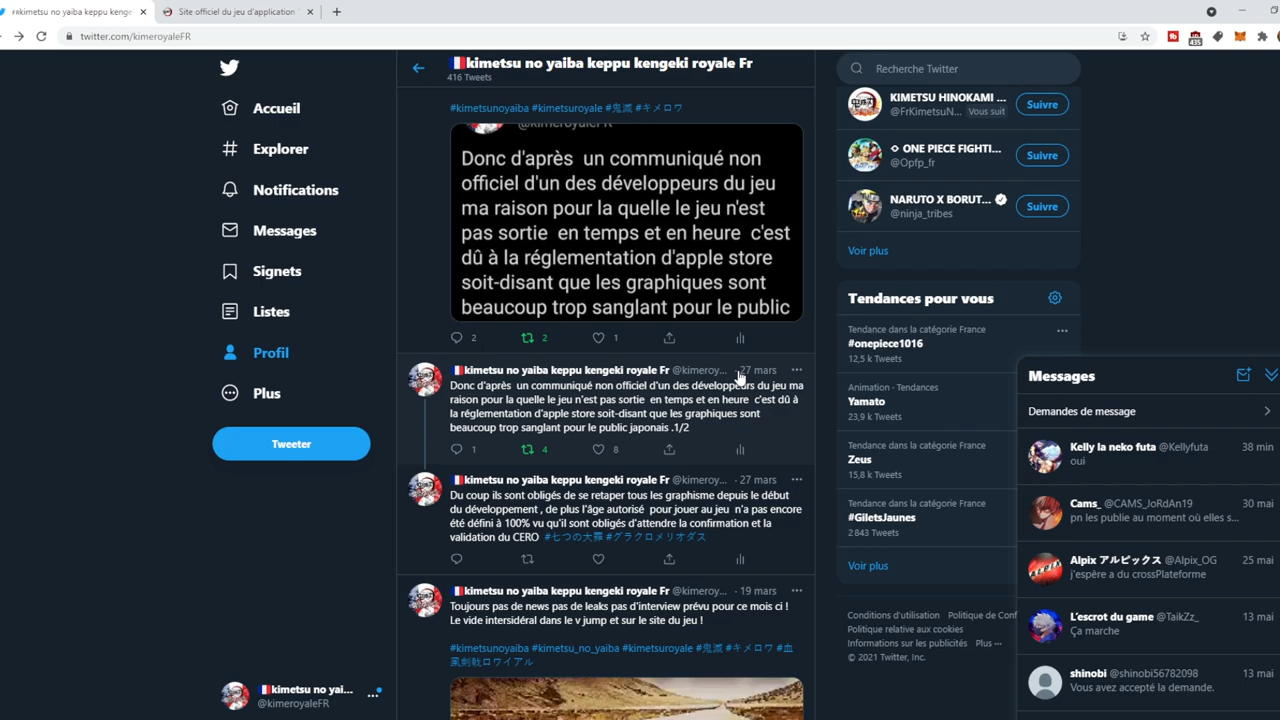 kimetsu no yaiba keppu kenge
Site officiel du jeu d'application
twitter.com/kimeroyaleFR
435
Accueil
Explorer
Notifications
Messages
Signets
Listes
Profil
Plus
Tweeter
kimetsu no yai...
@kimeroyaleFR
kimetsu no yaiba keppu kengeki royale Fr
416 Tweets
#kimetsunoyaiba #kimetsuroyale #鬼滅 #キメロワ
@kimeroyaleFR
Donc d'après un communiqué non
officiel d'un des développeurs du jeu
ma raison pour la quelle le jeu n'est
pas sortie en temps et en heure c'est
dû à la réglementation d'apple store
soit-disant que les graphiques sont
beaucoup trop sanglant pour le public
2 2 1
kimetsu no yaiba keppu kengeki royale Fr @kimeroy... · 27 mars
Donc d'après un communiqué non officiel d'un des développeurs du jeu ma
raison pour la quelle le jeu n'est pas sortie en temps et en heure c'est dû à
la réglementation d'apple store soit-disant que les graphiques sont
beaucoup trop sanglant pour le public japonais .1/2
1 4 8
kimetsu no yaiba keppu kengeki royale Fr @kimeroy... · 27 mars
Du coup ils sont obligés de se retaper tous les graphisme depuis le début
du développement , de plus l'âge autorisé pour jouer au jeu n'a pas encore
été défini à 100% vu qu'il sont obligés d'attendre la confirmation et la
validation du CERO #七つの大罪 #グラクロメリオダス
kimetsu no yaiba keppu kengeki royale Fr @kimeroy... · 19 mars
Toujours pas de news pas de leaks pas d'interview prévu pour ce mois ci !
Le vide intersidéral dans le v jump et sur le site du jeu !
#kimetsunoyaiba #kimetsu_no_yaiba #kimetsuroyale #鬼滅 #キメロワ #血
風剣戟ロワイアル
Recherche Twitter
KIMETSU HINOKAMI ...
@FrKimetsuN... Vous suit
Suivre
ONE PIECE FIGHTI...
@Opfp_fr
Suivre
NARUTO X BORUT...
@ninja_tribes
Suivre
Voir plus
Tendances pour vous
Tendance dans la catégorie France
#onepiece1016
12,5 k Tweets
Animation · Tendances
Yamato
23,9 k Tweets
Tendance dans la catégorie France
Zeus
15,8 k Tweets
Tendance dans la catégorie France
#GiletsJaunes
2 843 Tweets
Voir plus
Conditions d'utilisation Politique de Conf
Politique relative aux cookies
Informations sur les publicités Plus ···
© 2021 Twitter, Inc.
Messages
Demandes de message
Kelly la neko futa @Kellyfuta 38 min
oui
Cams_ @CAMS_JoRdAn19 30 mai
pn les publie au moment où elles s...
Alpix アルピックス @Alpix_OG 25 mai
j'espère a du crossPlateforme
L'escrot du game @TaikZz_ 13 mai
Ça marche
shinobi @shinobi56782098 13 mai
Vous avez accepté la demande.